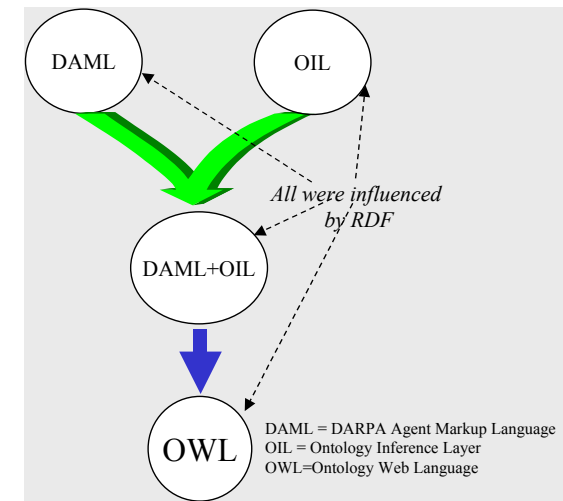 DAML
OIL
All were influenced
by RDF
DAML+OIL
OWL
DAML = DARPA Agent Markup Language
OIL = Ontology Inference Layer
OWL=Ontology Web Language